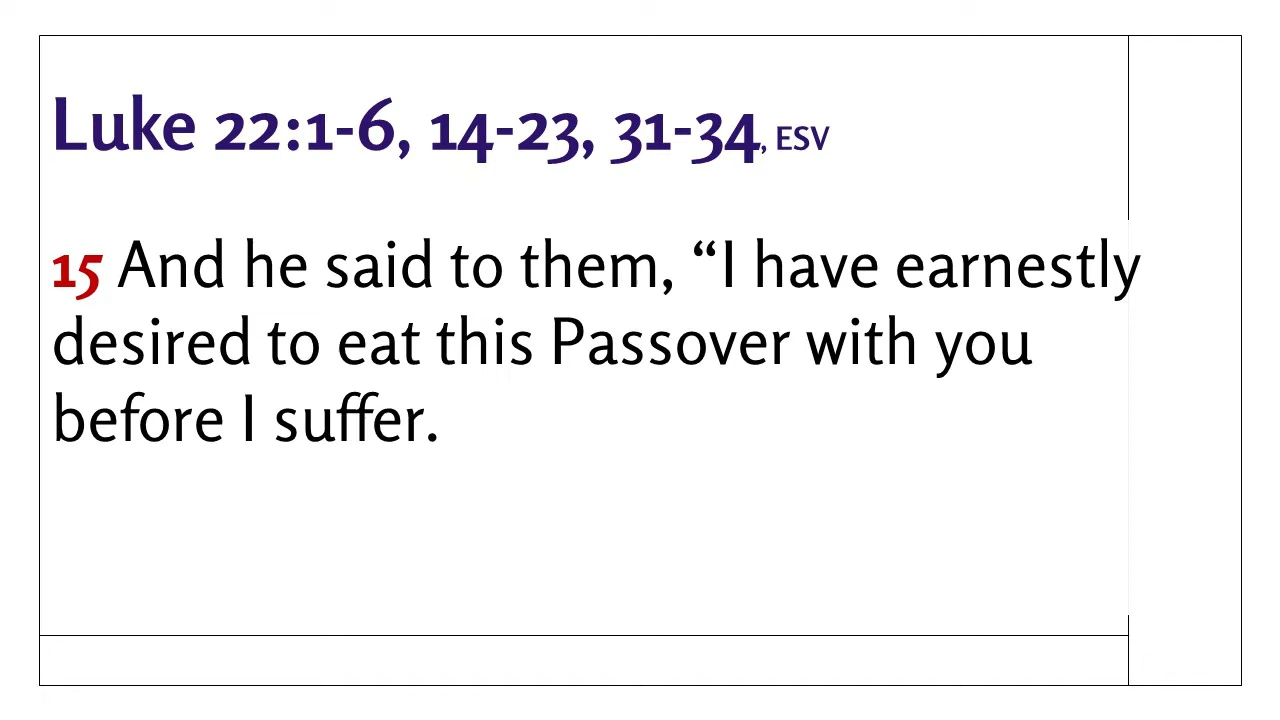 Luke 22:1-6, 14-23, 31-34, ESV
15 And he said to them, “I have earnestly
desired to eat this Passover with you
before I suffer.